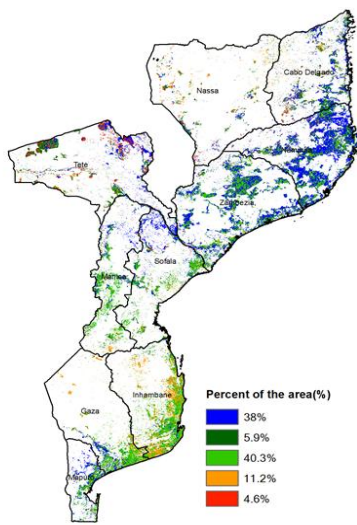 Cabo Delgado
Nassa
Nampula
Tete
Zambezia
Sofala
Manica
Inhambane
Gaza
Maputo
Percent of the area(%)
38%
5.9%
40.3%
11.2%
4.6%